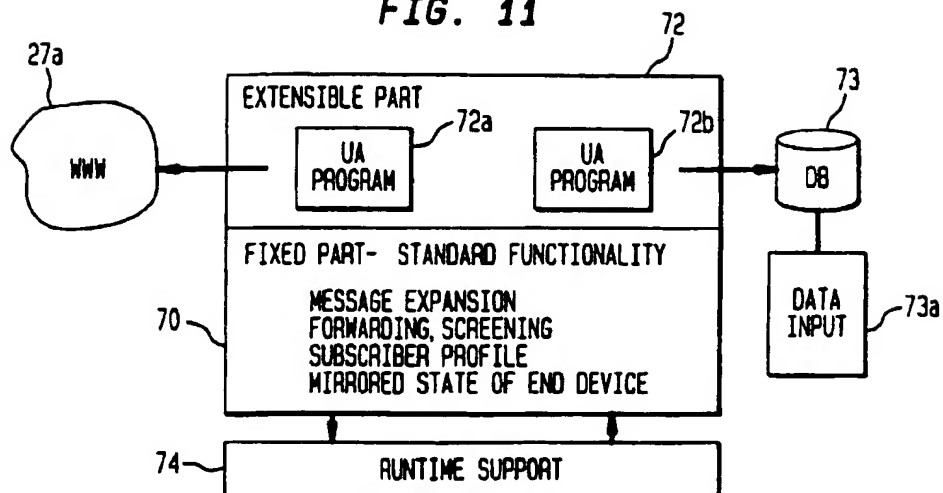 FIG. 11
72
27a
EXTENSIBLE PART
73
72a
72b
WWW
UA
PROGRAM
UA
PROGRAM
DB
FIXED PART- STANDARD FUNCTIONALITY
MESSAGE EXPANSION
FORWARDING, SCREENING
SUBSCRIBER PROFILE
MIRRORED STATE OF END DEVICE
70
DATA
INPUT
73a
74
RUNTIME SUPPORT